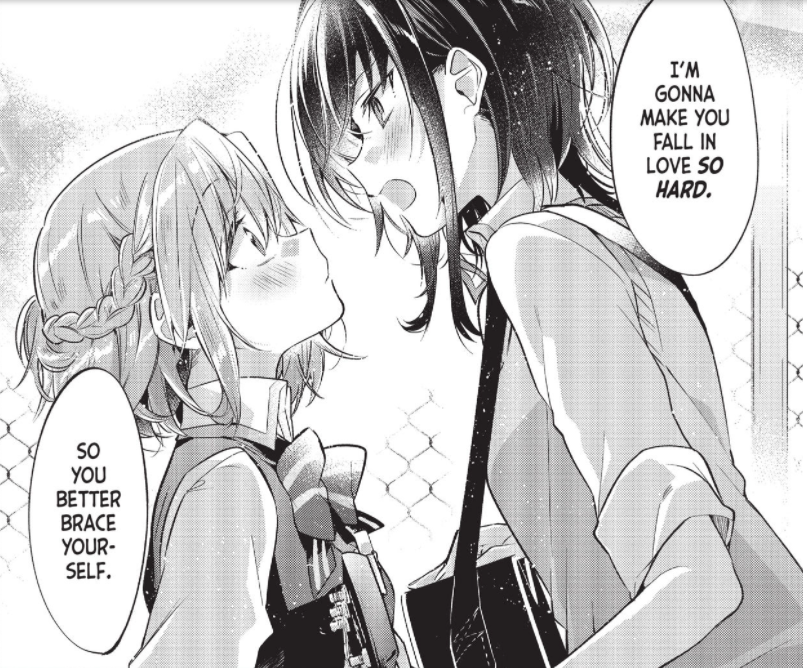 I'M
GONNA
MAKE YOU
FALL IN
LOVE SO
HARD.
SO
YOU
BETTER
BRACE
YOUR-
SELF.